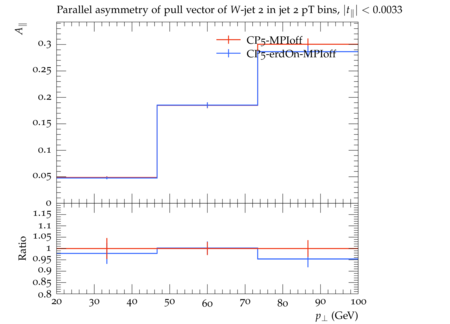 Parallel asymmetry of pull vector of W-jet 2 in jet 2 pT bins, |t∥| < 0.0033
A∥
CP5-MPIoff
CP5-erdOn-MPIoff
0.3
0.25
0.2
0.15
0.1
0.05
0
Ratio
1.15
1.1
1.05
1
0.95
0.9
0.85
0.8
20 30 40 50 60 70 80 90 100
p⊥ (GeV)